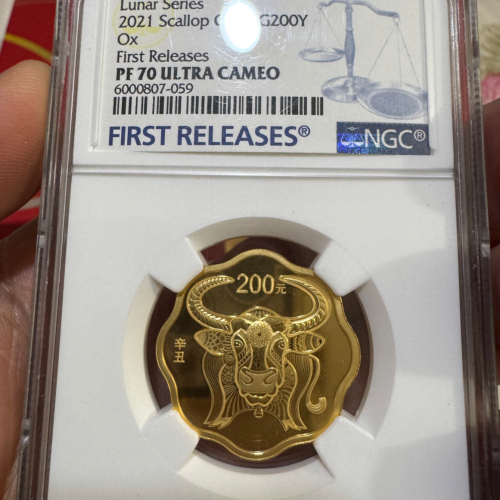 Lunar Series
2021 Scallop G200Y
Ox
First Releases
PF 70 ULTRA CAMEO
6000807-059
FIRST RELEASES®
NGC®
200元
辛
丑